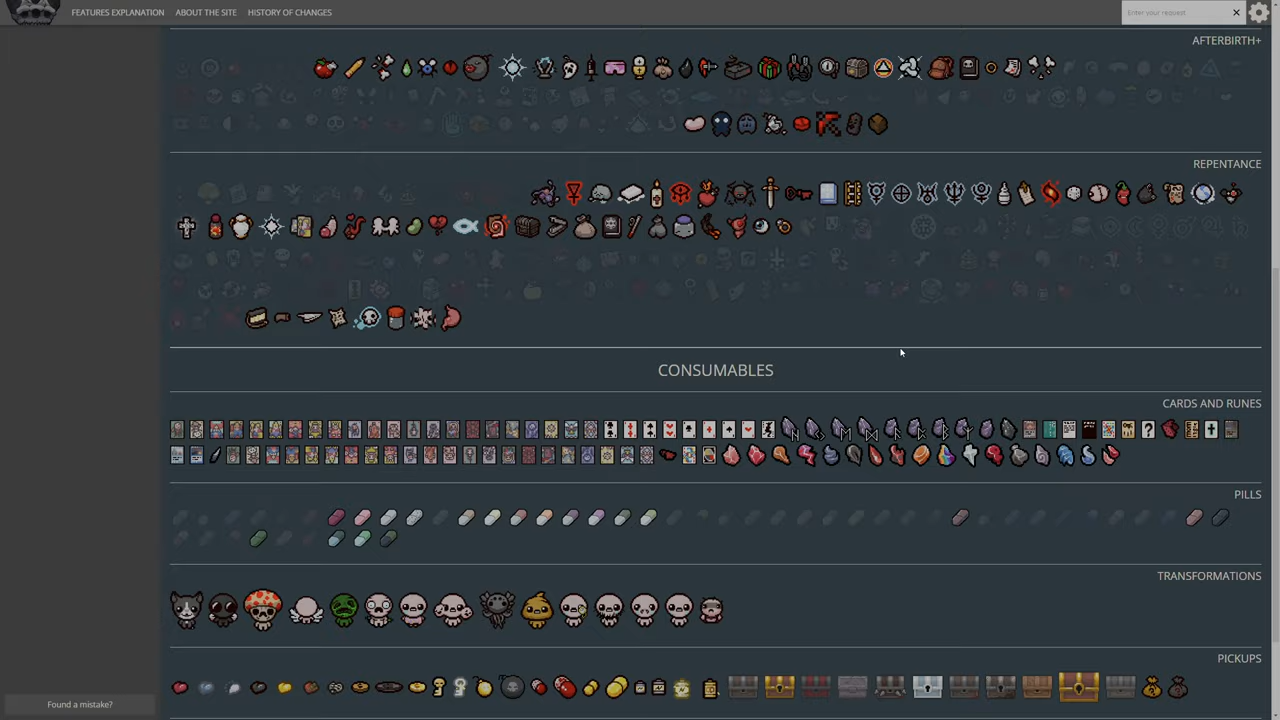 FEATURES EXPLANATION ABOUT THE SITE HISTORY OF CHANGES Enter your request
AFTERBIRTH+
REPENTANCE
CONSUMABLES
CARDS AND RUNES
PILLS
TRANSFORMATIONS
PICKUPS
Found a mistake?